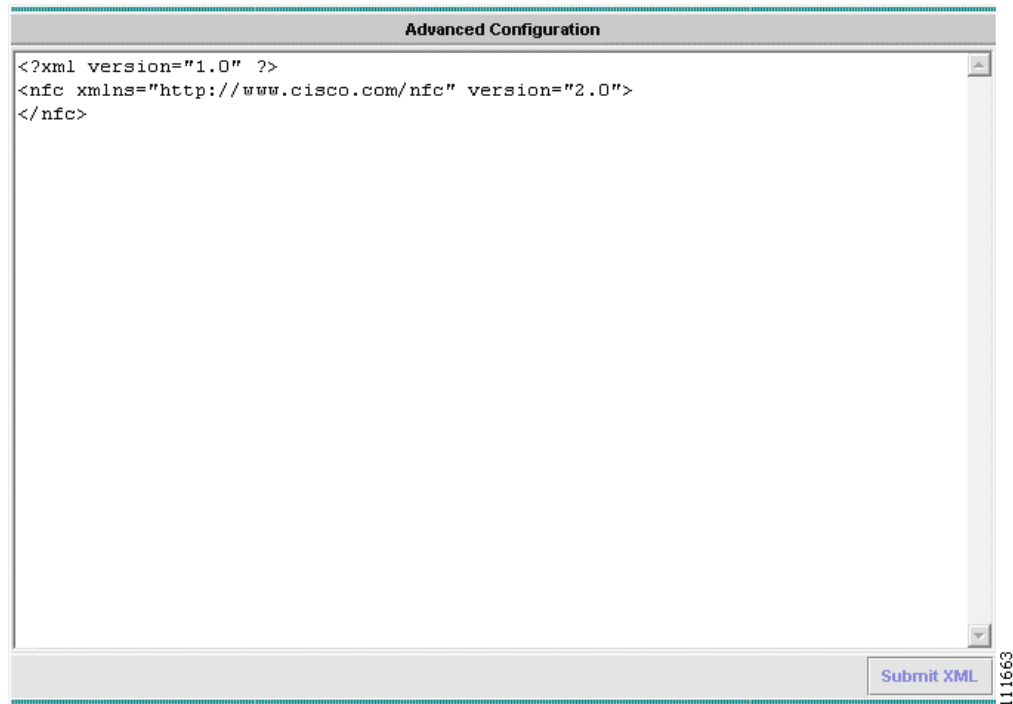 Advanced Configuration
<?xml version="1.0" ?>
<nfc xmlns="http://www.cisco.com/nfc" version="2.0">
</nfc>
Submit XML
111663